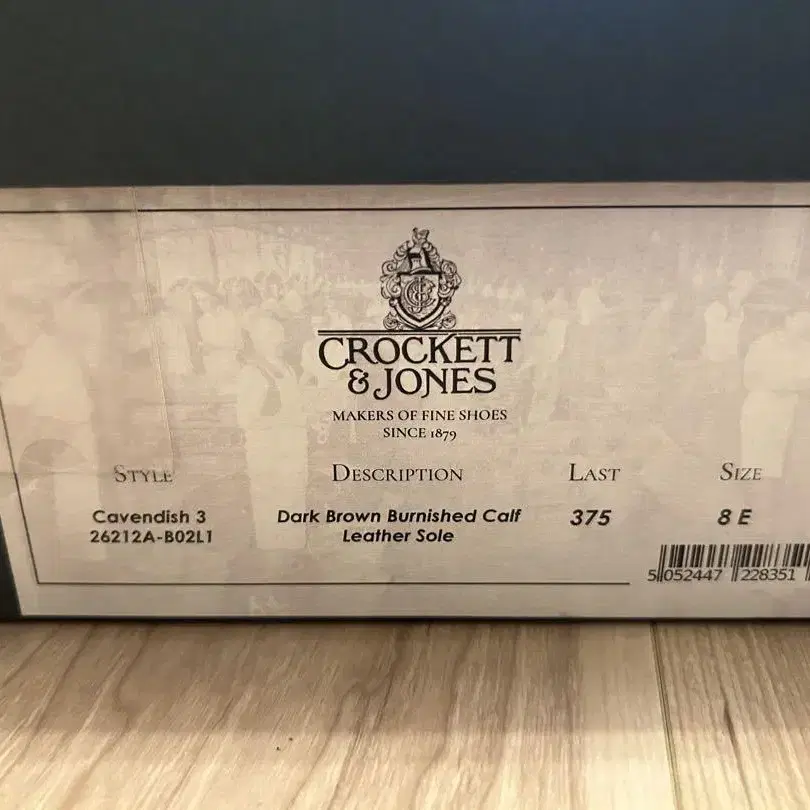 CROCKETT
& JONES
MAKERS OF FINE SHOES
SINCE 1879
STYLE DESCRIPTION LAST SIZE
Cavendish 3 Dark Brown Burnished Calf 375 8 E
26212A-B02L1 Leather Sole
5 052447 228351